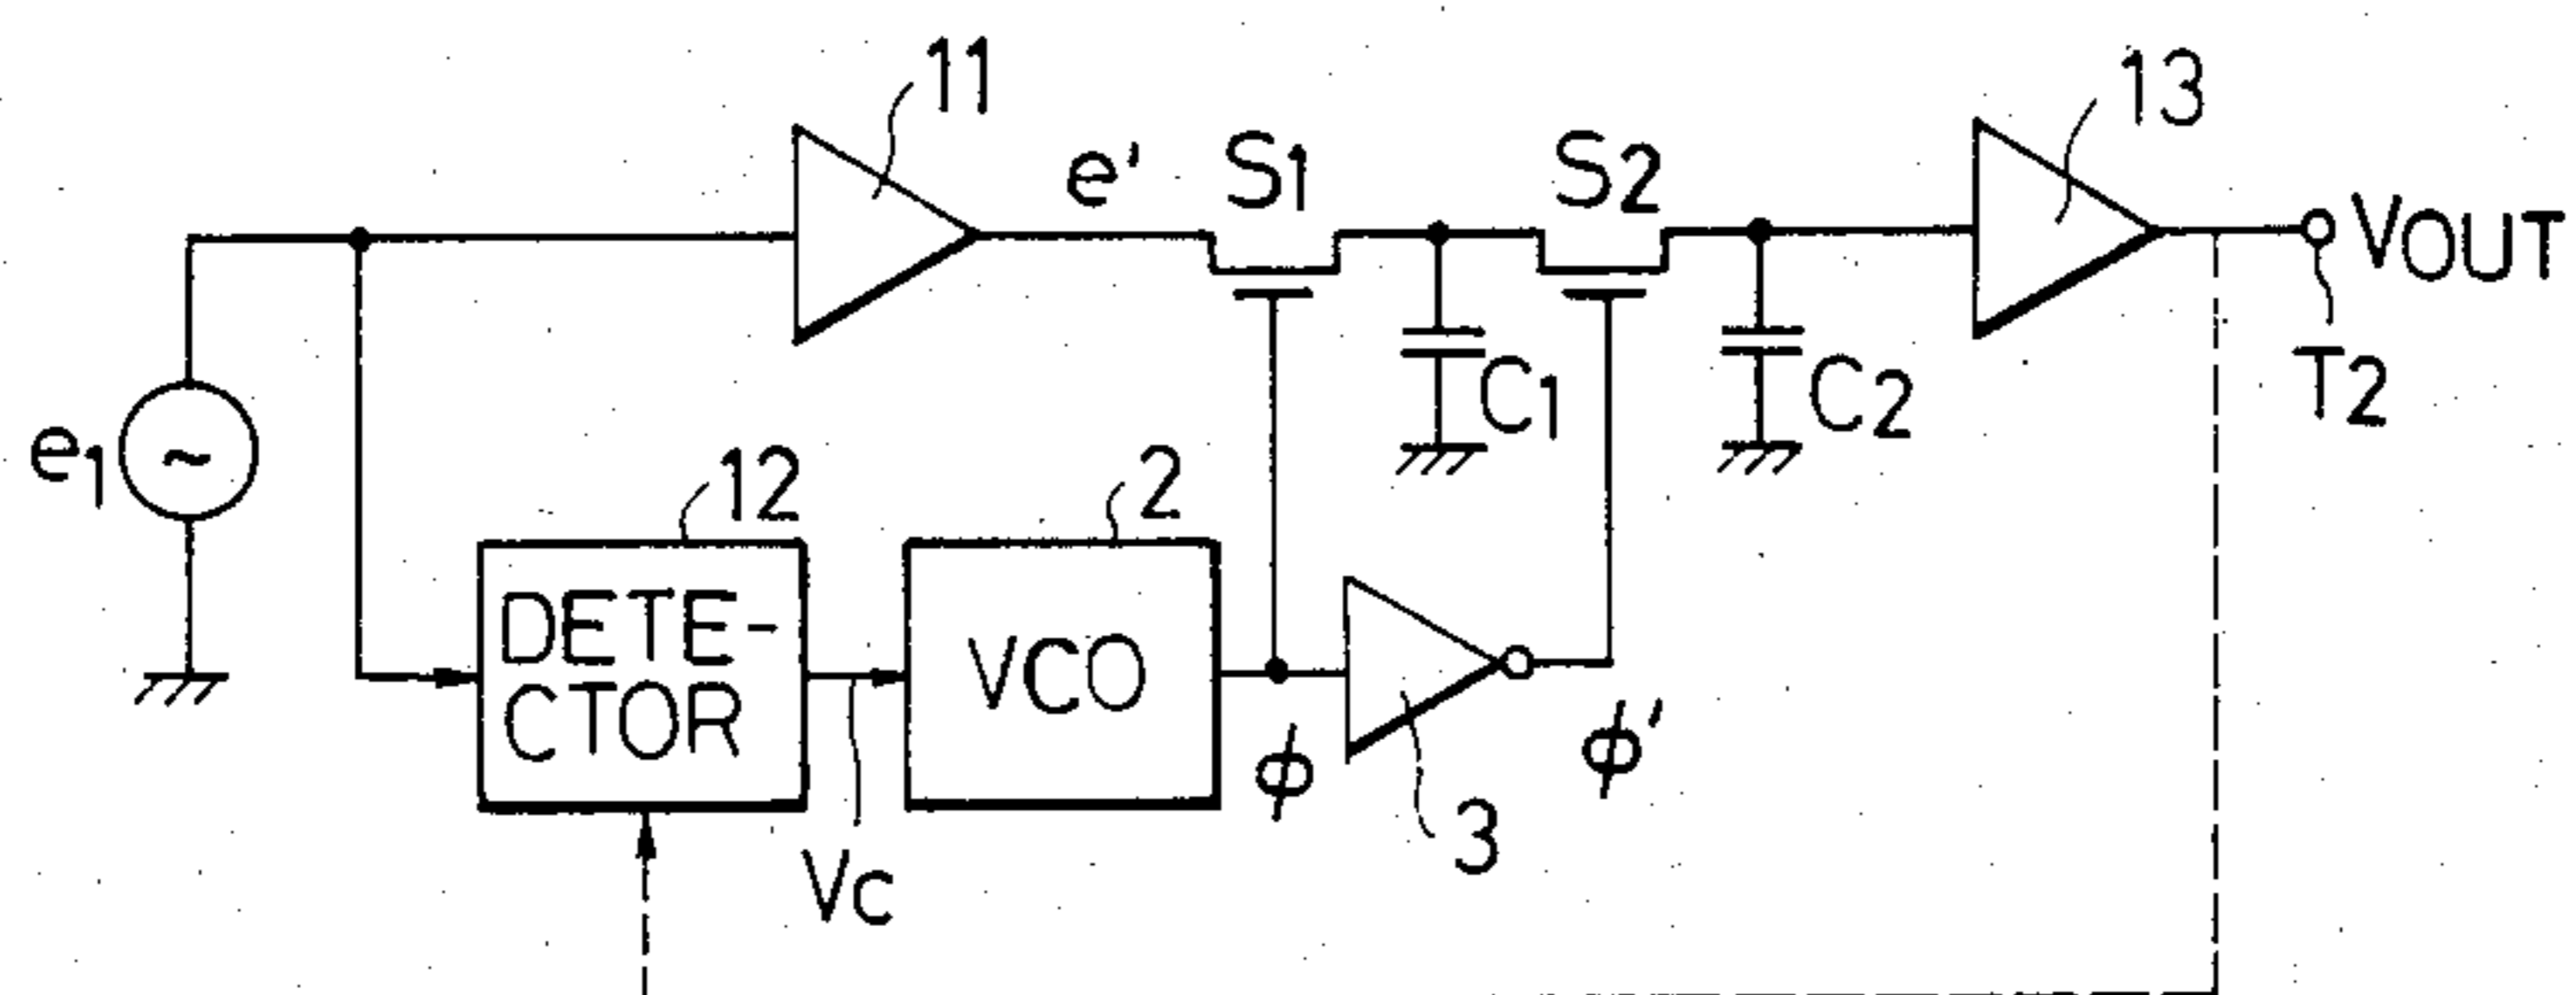 11
13
e'
S1
S2
VOUT
C1
C2
T2
e1
~
12
2
DETE-
CTOR
VCO
ϕ
ϕ'
3
VC